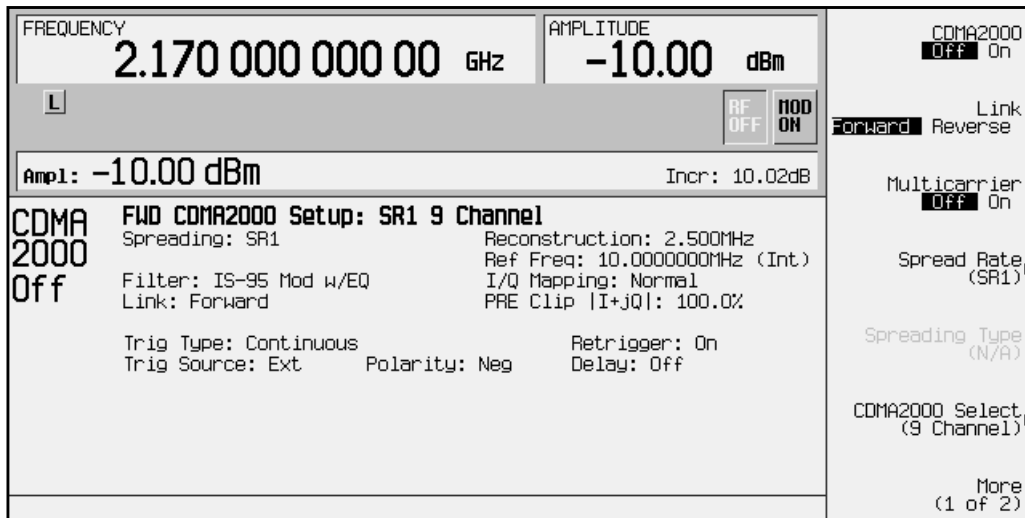 FREQUENCY
2.170 000 000 00 GHz
AMPLITUDE
-10.00 dBm
L
RF OFF
MOD ON
Ampl: -10.00 dBm
Incr: 10.02dB
CDMA
2000
Off
FWD CDMA2000 Setup: SR1 9 Channel
Spreading: SR1
Reconstruction: 2.500MHz
Ref Freq: 10.0000000MHz (Int)
Filter: IS-95 Mod w/EQ
I/Q Mapping: Normal
Link: Forward
PRE Clip |I+jQ|: 100.0%
Trig Type: Continuous
Retrigger: On
Trig Source: Ext
Polarity: Neg
Delay: Off
CDMA2000
Off On
Link
Forward Reverse
Multicarrier
Off On
Spread Rate
(SR1)
Spreading Type
(N/A)
CDMA2000 Select
(9 Channel)
More
(1 of 2)